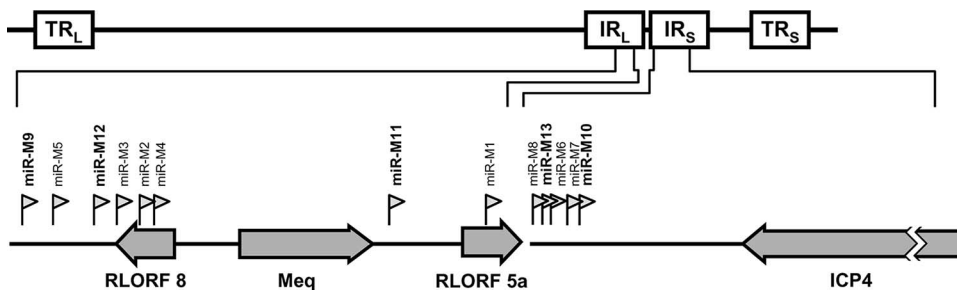 TRL IRL IRS TRS
miR-M9 miR-M5 miR-M12 miR-M3 miR-M2 miR-M4 miR-M11 miR-M1 miR-M8 miR-M13 miR-M6 miR-M7 miR-M10
RLORF 8 Meq RLORF 5a ICP4